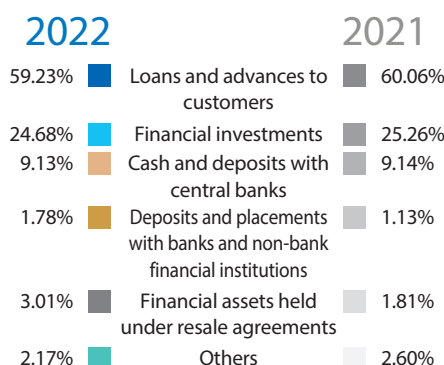 2022 2021
59.23% Loans and advances to 60.06%
customers
24.68% Financial investments 25.26%
9.13% Cash and deposits with 9.14%
central banks
1.78% Deposits and placements 1.13%
with banks and non-bank
financial institutions
3.01% Financial assets held 1.81%
under resale agreements
2.17% Others 2.60%